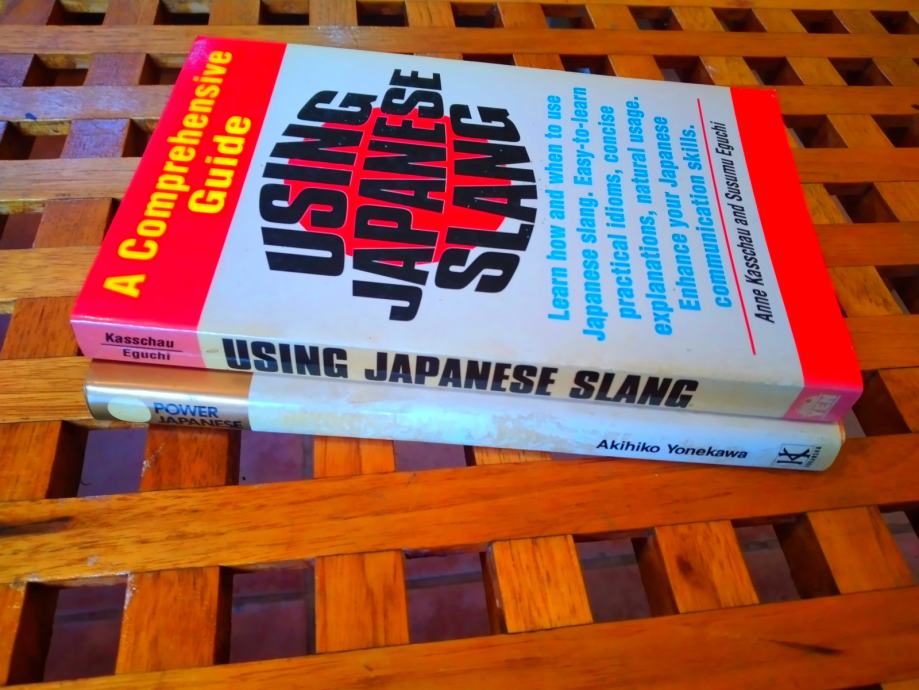 A Comprehensive
Guide
USING
JAPANESE
SLANG
Learn how and when to use
Japanese slang. Easy-to-learn
practical idioms, concise
explanations, natural usage.
Enhance your Japanese
communication skills.
Anne Kasschau and Susumu Eguchi
Kasschau
Eguchi
USING JAPANESE SLANG
YEN
POWER
JAPANESE
Akihiko Yonekawa